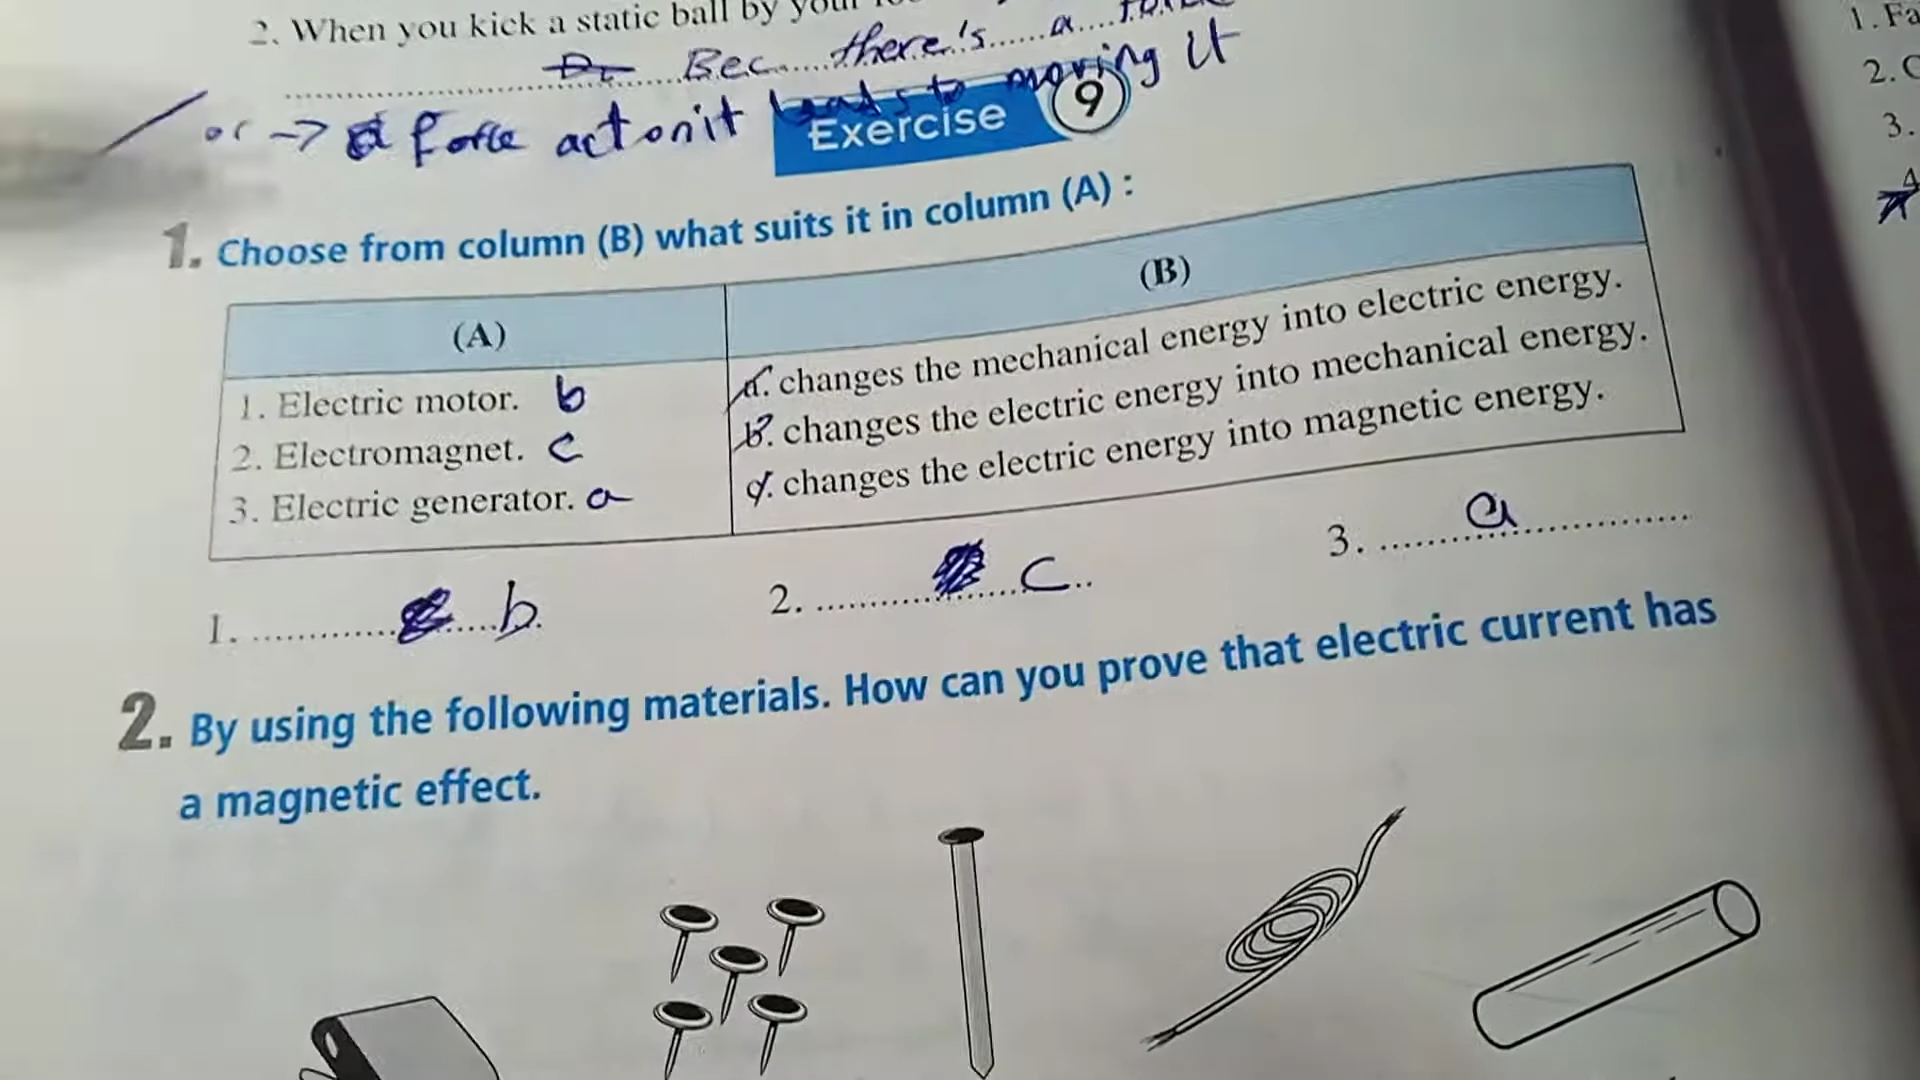 2. When you kick a static ball by your
Bec. there's a
or → a force act on it leads to moving it
Exercise 9
1. Choose from column (B) what suits it in column (A) :
(A)
(B)
1. Electric motor. b
2. Electromagnet. c
3. Electric generator. a
a. changes the mechanical energy into electric energy.
b. changes the electric energy into mechanical energy.
c. changes the electric energy into magnetic energy.
1. b
2. c
3. a
2. By using the following materials. How can you prove that electric current has
a magnetic effect.
1. Fa
2. C
3.
4